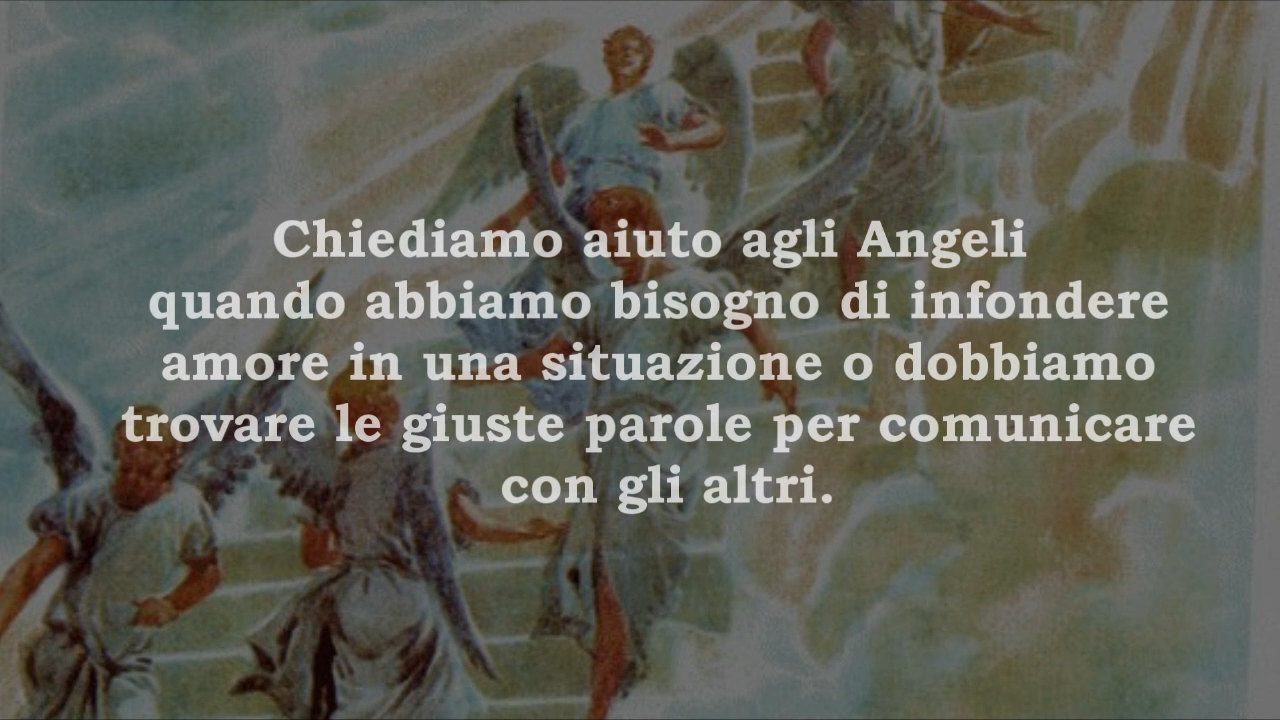 Chiediamo aiuto agli Angeli
quando abbiamo bisogno di infondere
amore in una situazione o dobbiamo
trovare le giuste parole per comunicare
con gli altri.